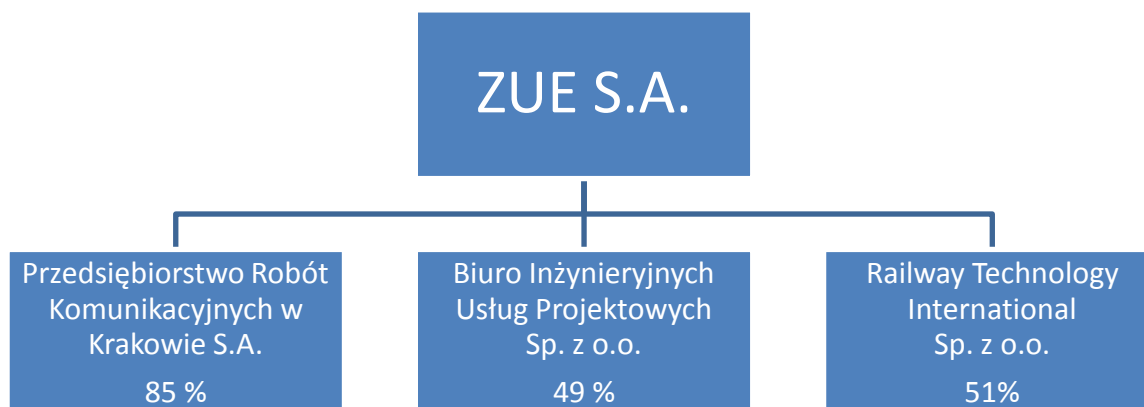 ZUE S.A.
Przedsiębiorstwo Robót
Komunikacyjnych w
Krakowie S.A.
85 %
Biuro Inżynieryjnych
Usług Projektowych
Sp. z o.o.
49 %
Railway Technology
International
Sp. z o.o.
51%